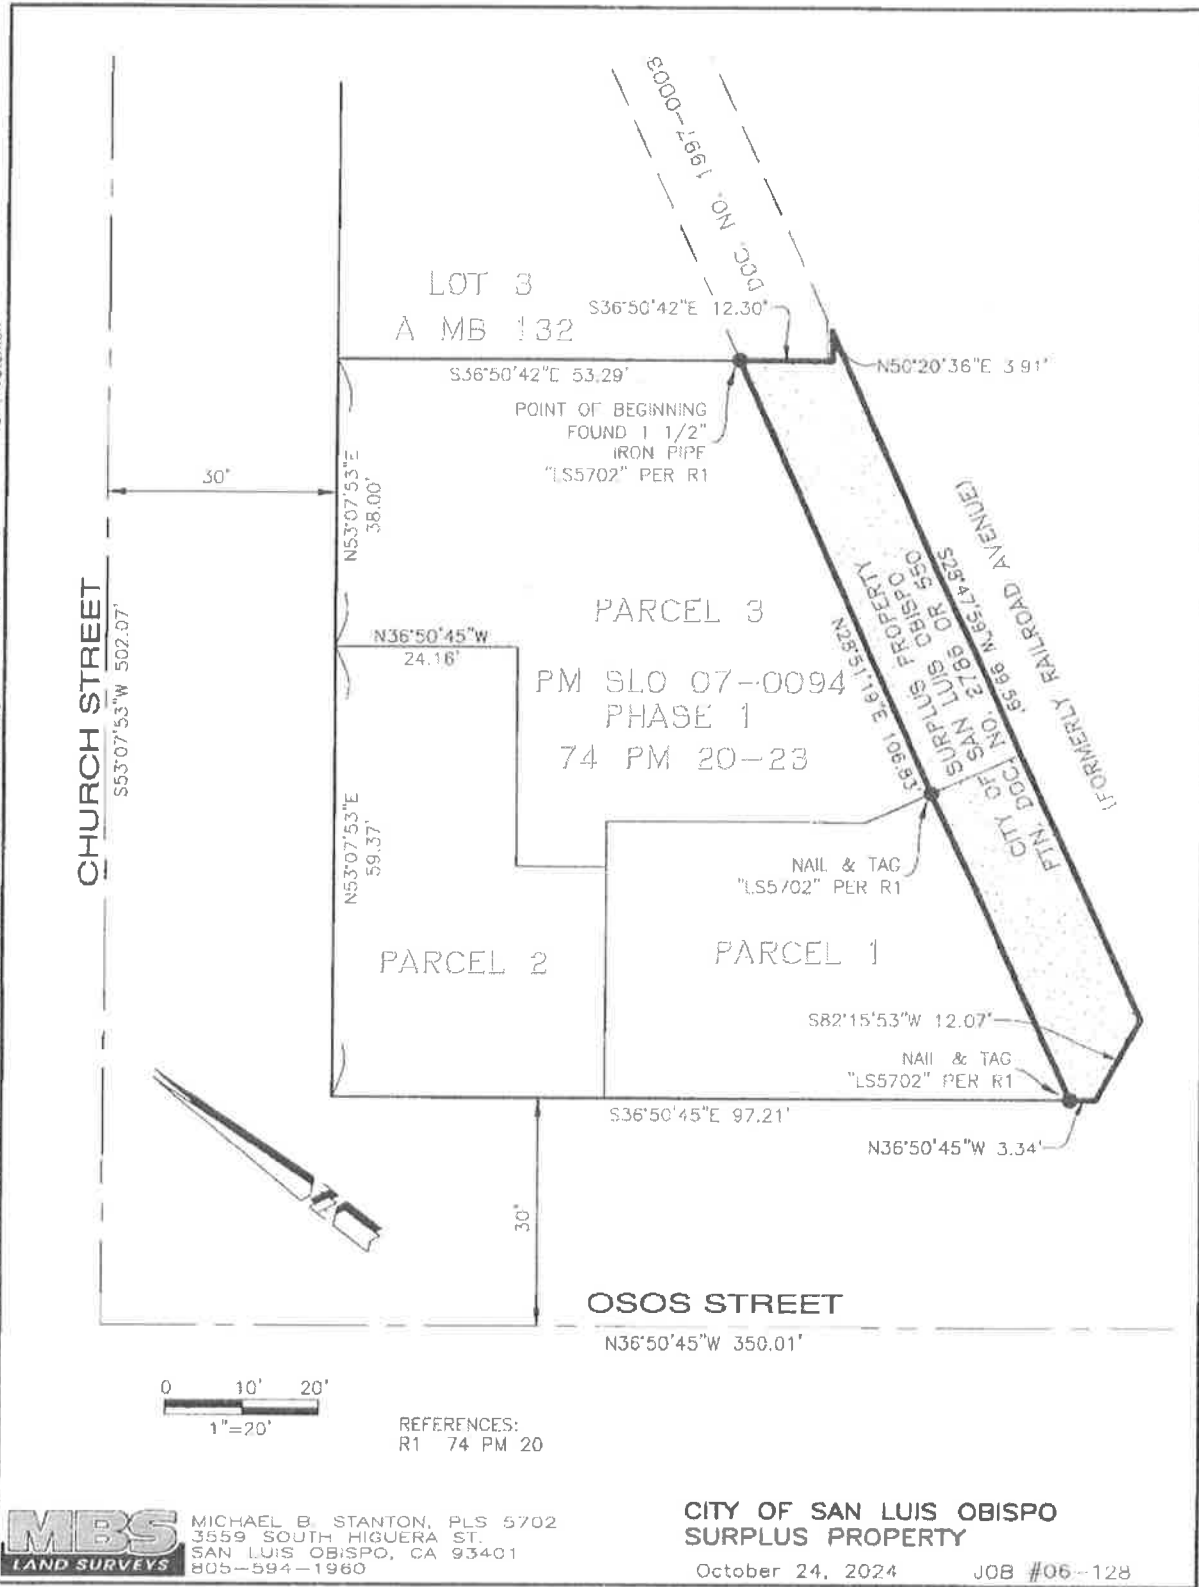 DOC. NO. 1997-0003
LOT 3
A MB 132
S36°50'42"E 12.30'
S36°50'42"E 53.29'
N50°20'36"E 3.91'
POINT OF BEGINNING
FOUND 1 1/2"
IRON PIPE
"LS5702" PER R1
30'
N53°07'53"E
38.00'
CHURCH STREET
S53°07'53"W 502.07'
PARCEL 3
N36°50'45"W
24.16'
PM SLO 07-0094
PHASE 1
74 PM 20-23
N28°51'16"E 109.83'
SURPLUS PROPERTY
CITY OF SAN LUIS OBISPO
PTN. DOC. NO. 2786 OR 550
S28°47'59"W 99.59'
(FORMERLY RAILROAD AVENUE)
N53°07'53"E
59.37'
NAIL & TAG
"LS5702" PER R1
PARCEL 2
PARCEL 1
S82°15'53"W 12.07'
NAIL & TAG
"LS5702" PER R1
S36°50'45"E 97.21'
N36°50'45"W 3.34'
30'
OSOS STREET
N36°50'45"W 350.01'
0 10' 20'
1"=20'
REFERENCES:
R1 74 PM 20
MBS
LAND SURVEYS
MICHAEL B. STANTON, PLS 5702
3559 SOUTH HIGUERA ST.
SAN LUIS OBISPO, CA 93401
805-594-1960
CITY OF SAN LUIS OBISPO
SURPLUS PROPERTY
October 24, 2024 JOB #06-128